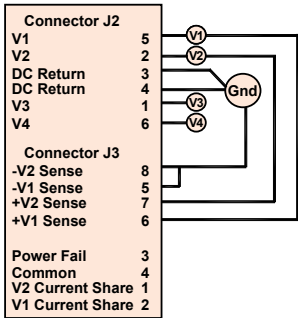 Connector J2
V1 5 V1
V2 2 V2
DC Return 3
DC Return 4 Gnd
V3 1 V3
V4 6 V4
Connector J3
-V2 Sense 8
-V1 Sense 5
+V2 Sense 7
+V1 Sense 6
Power Fail 3
Common 4
V2 Current Share 1
V1 Current Share 2